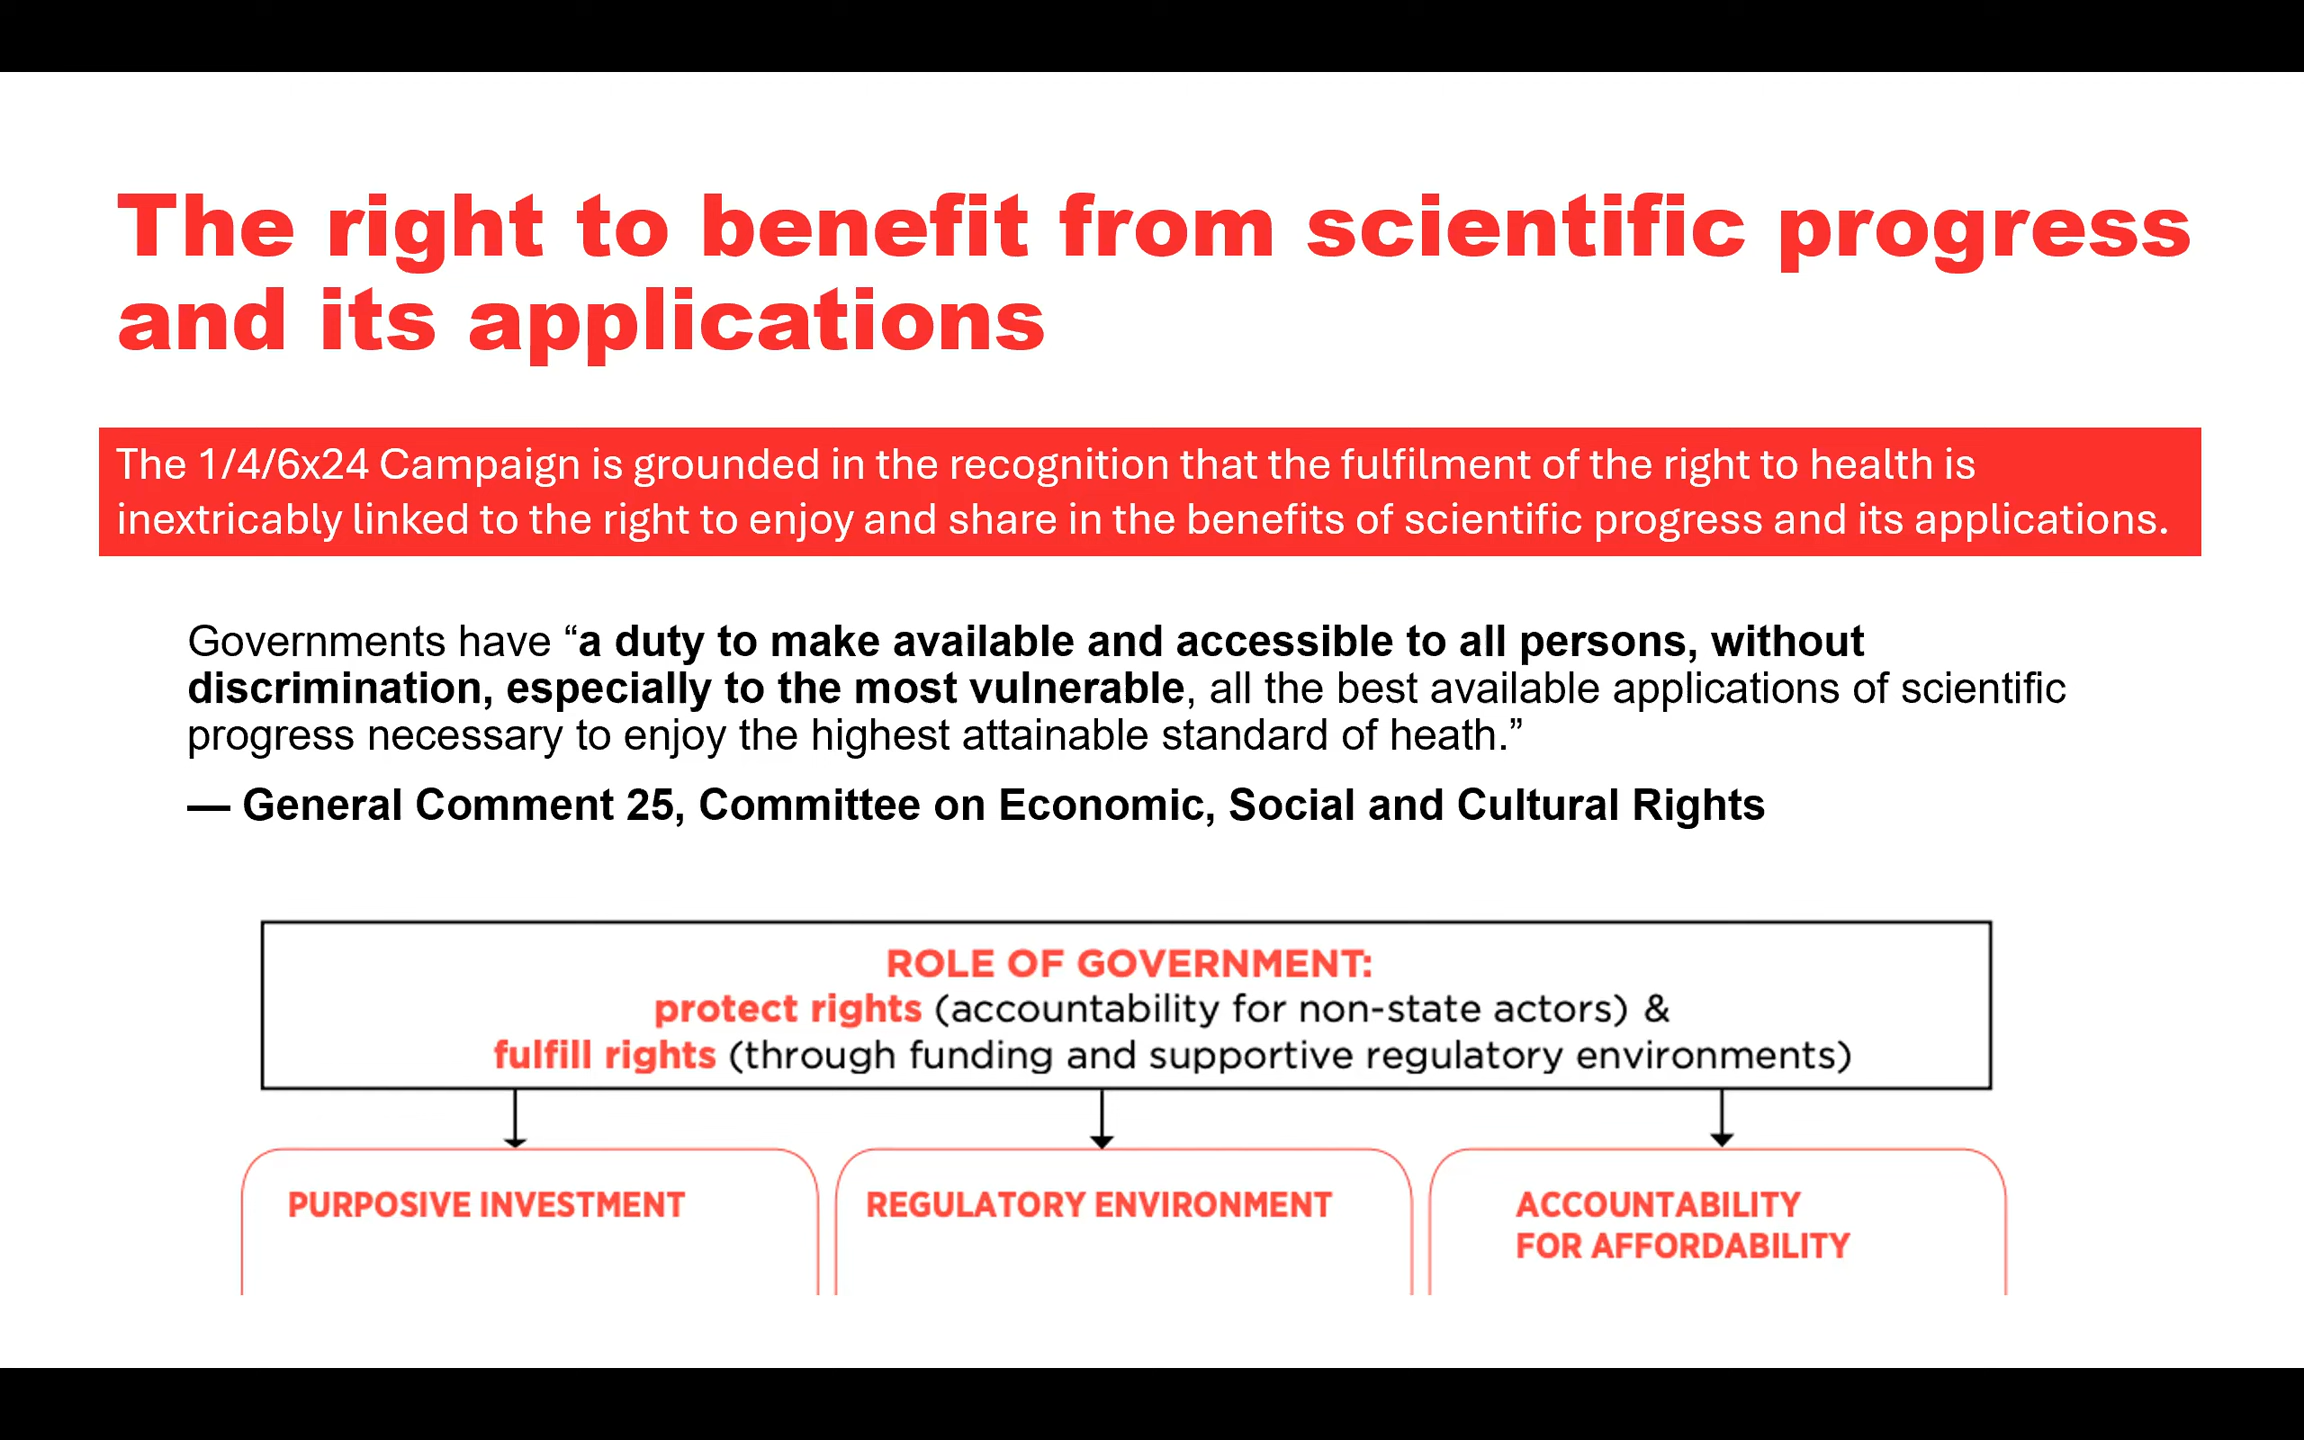 The right to benefit from scientific progress
and its applications
The 1/4/6x24 Campaign is grounded in the recognition that the fulfilment of the right to health is
inextricably linked to the right to enjoy and share in the benefits of scientific progress and its applications.
Governments have “a duty to make available and accessible to all persons, without
discrimination, especially to the most vulnerable, all the best available applications of scientific
progress necessary to enjoy the highest attainable standard of heath.”
— General Comment 25, Committee on Economic, Social and Cultural Rights
ROLE OF GOVERNMENT:
protect rights (accountability for non-state actors) &
fulfill rights (through funding and supportive regulatory environments)
PURPOSIVE INVESTMENT
REGULATORY ENVIRONMENT
ACCOUNTABILITY
FOR AFFORDABILITY